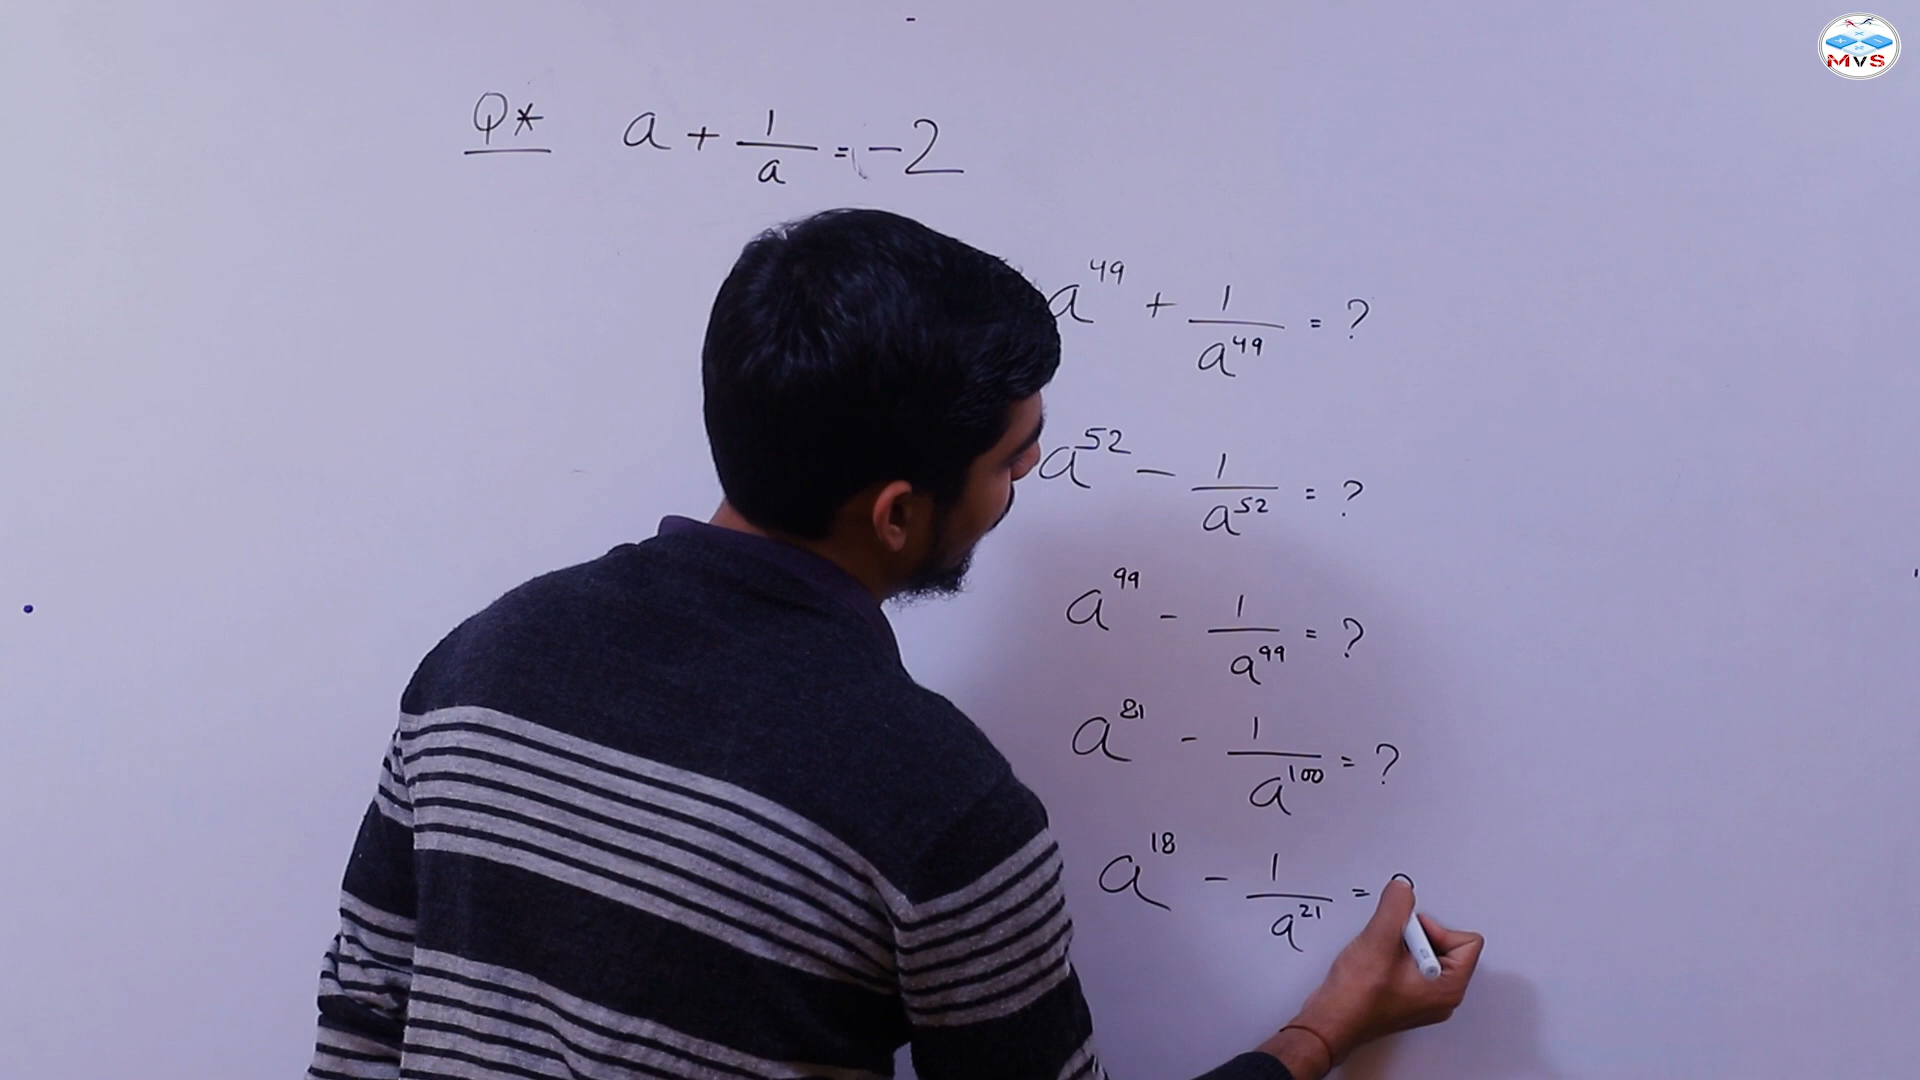 Q* a + 1/a = -2
a^49 + 1/a^49 = ?
a^52 - 1/a^52 = ?
a^99 - 1/a^99 = ?
a^81 - 1/a^100 = ?
a^18 - 1/a^21 =
MVS